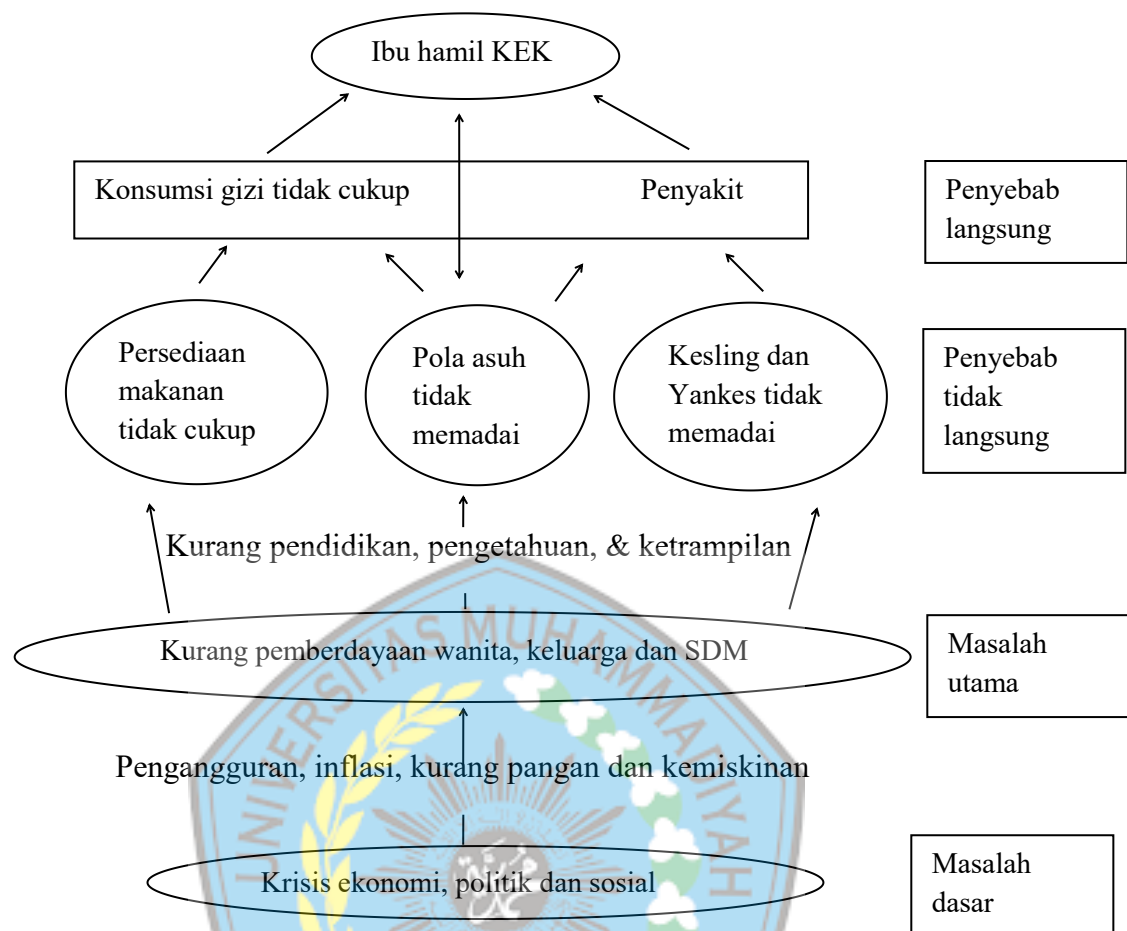 Ibu hamil KEK
Konsumsi gizi tidak cukup
Penyakit
Penyebab
langsung
Persediaan
makanan
tidak cukup
Pola asuh
tidak
memadai
Kesling dan
Yankes tidak
memadai
Penyebab
tidak
langsung
Kurang pendidikan, pengetahuan, & ketrampilan
Kurang pemberdayaan wanita, keluarga dan SDM
Masalah
utama
Pengangguran, inflasi, kurang pangan dan kemiskinan
Krisis ekonomi, politik dan sosial
Masalah
dasar
UNIVERSITAS MUHAMMADIYAH